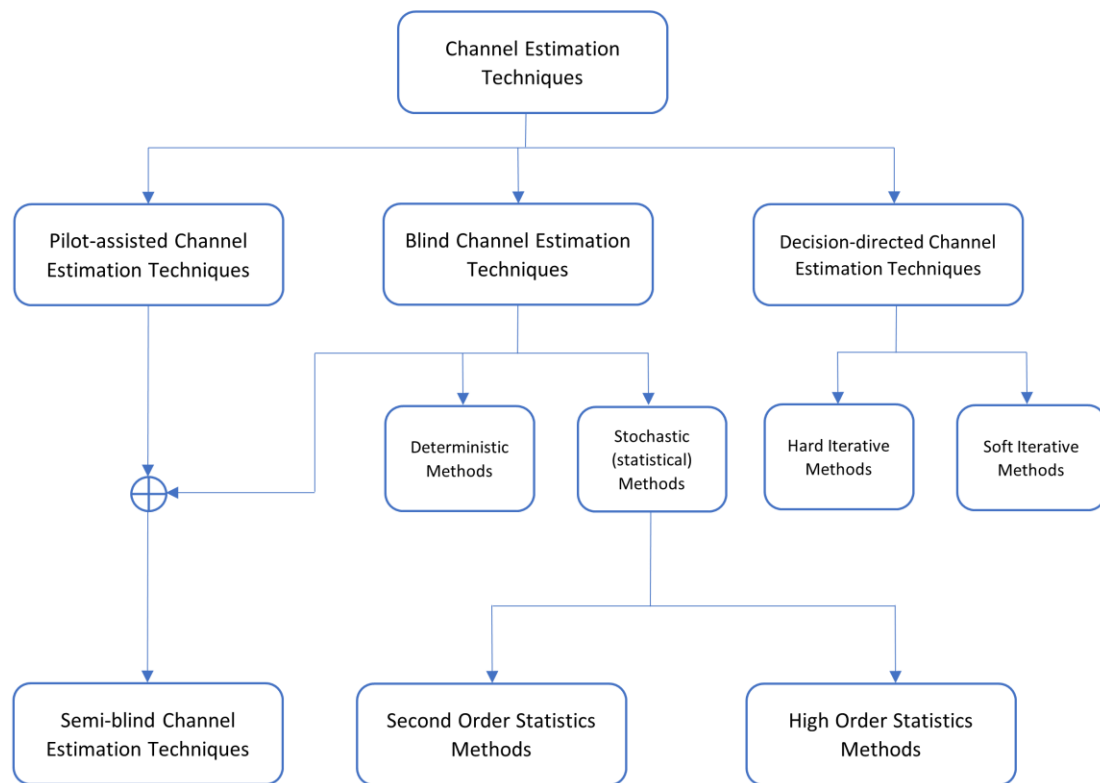 Channel Estimation
Techniques
Pilot-assisted Channel
Estimation Techniques
Blind Channel Estimation
Techniques
Decision-directed Channel
Estimation Techniques
Deterministic
Methods
Stochastic
(statistical)
Methods
Hard Iterative
Methods
Soft Iterative
Methods
Semi-blind Channel
Estimation Techniques
Second Order Statistics
Methods
High Order Statistics
Methods